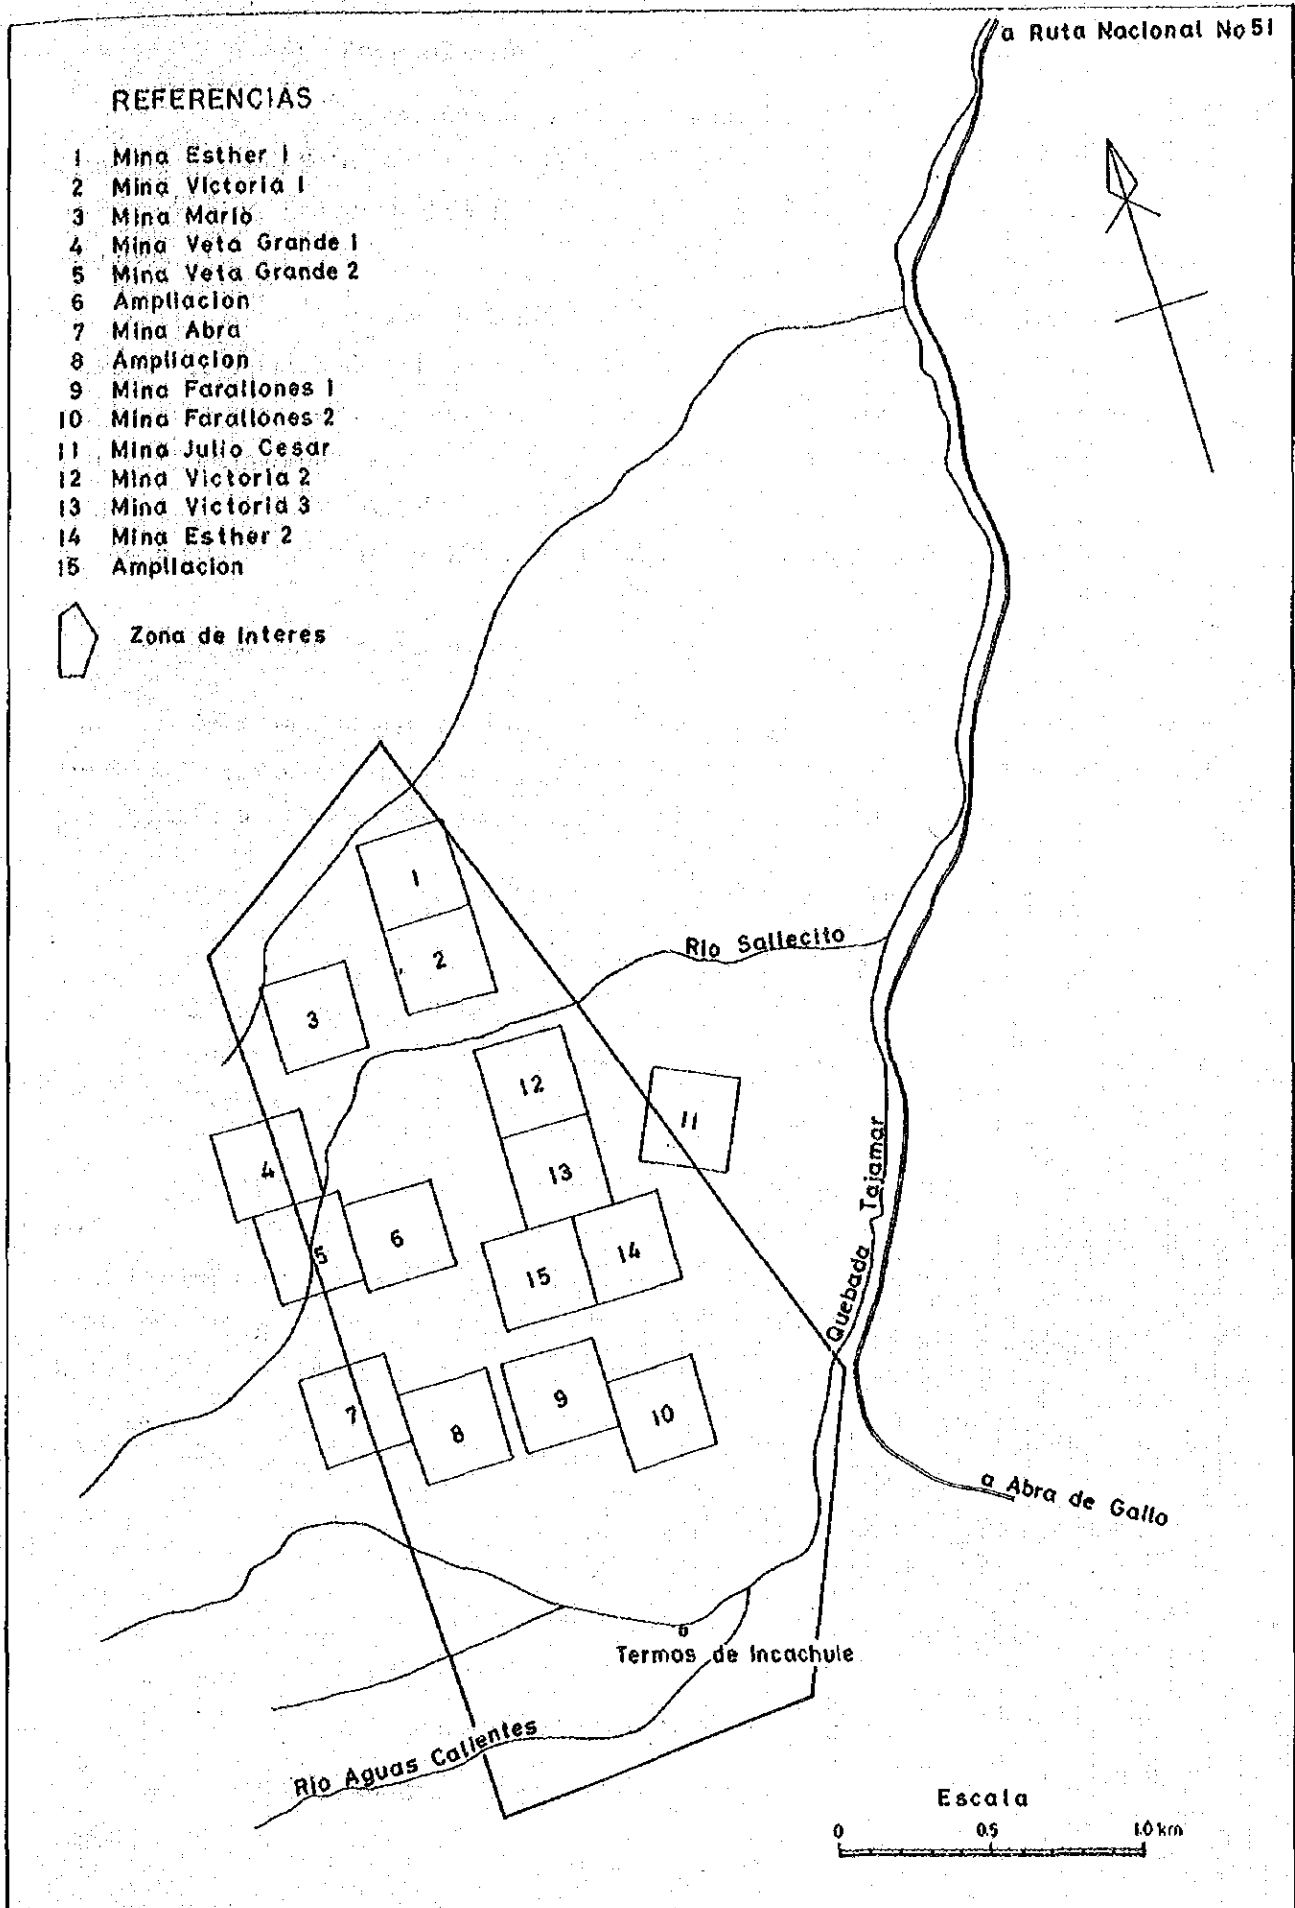 a Ruta Nacional No 51
REFERENCIAS
1 Mina Esther 1
2 Mina Victoria 1
3 Mina Mario
4 Mina Veta Grande 1
5 Mina Veta Grande 2
6 Ampliacion
7 Mina Abra
8 Ampliacion
9 Mina Farallones 1
10 Mina Farallones 2
11 Mina Julio Cesar
12 Mina Victoria 2
13 Mina Victoria 3
14 Mina Esther 2
15 Ampliacion
Zona de Interes
1
2
Rio Sallecito
3
12
11
4
13
Quebada Tajamar
5
6
14
15
7
8
9
10
a Abra de Gallo
Termas de Incachule
Rio Aguas Calientes
Escala
0 0.5 1.0 km